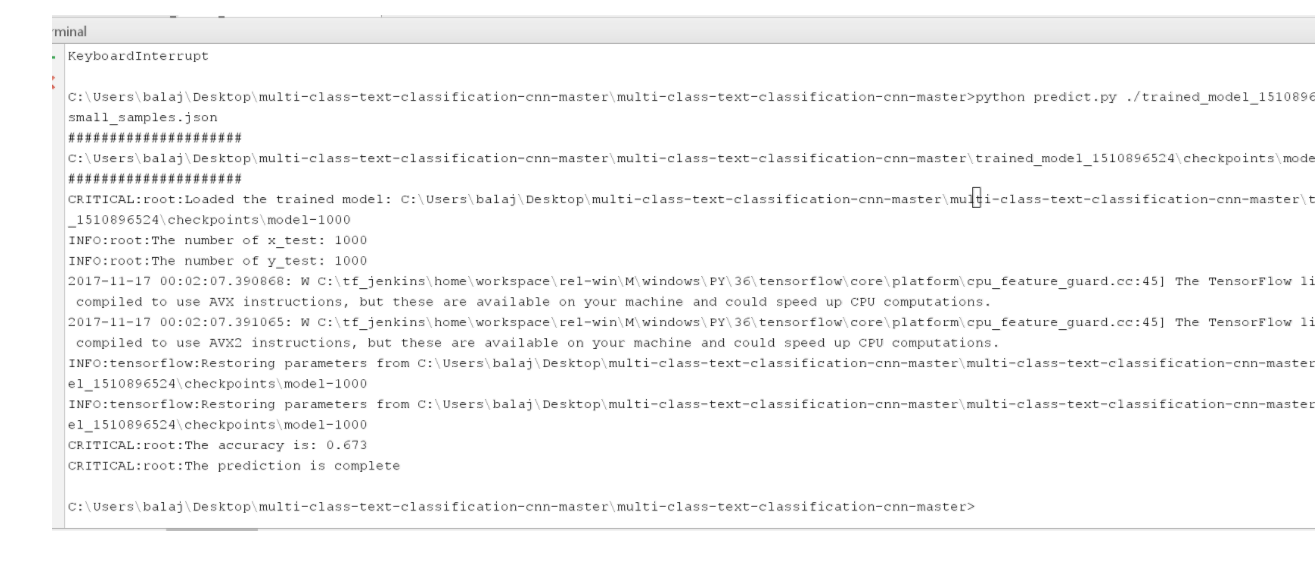 minal
KeyboardInterrupt
C:\Users\balaj\Desktop\multi-class-text-classification-cnn-master\multi-class-text-classification-cnn-master>python predict.py ./trained_model_1510896
small_samples.json
#####################
C:\Users\balaj\Desktop\multi-class-text-classification-cnn-master\multi-class-text-classification-cnn-master\trained_model_1510896524\checkpoints\mode
#####################
CRITICAL:root:Loaded the trained model: C:\Users\balaj\Desktop\multi-class-text-classification-cnn-master\multi-class-text-classification-cnn-master\t
_1510896524\checkpoints\model-1000
INFO:root:The number of x_test: 1000
INFO:root:The number of y_test: 1000
2017-11-17 00:02:07.390868: W C:\tf_jenkins\home\workspace\rel-win\M\windows\PY\36\tensorflow\core\platform\cpu_feature_guard.cc:45] The TensorFlow li
compiled to use AVX instructions, but these are available on your machine and could speed up CPU computations.
2017-11-17 00:02:07.391065: W C:\tf_jenkins\home\workspace\rel-win\M\windows\PY\36\tensorflow\core\platform\cpu_feature_guard.cc:45] The TensorFlow li
compiled to use AVX2 instructions, but these are available on your machine and could speed up CPU computations.
INFO:tensorflow:Restoring parameters from C:\Users\balaj\Desktop\multi-class-text-classification-cnn-master\multi-class-text-classification-cnn-master
el_1510896524\checkpoints\model-1000
INFO:tensorflow:Restoring parameters from C:\Users\balaj\Desktop\multi-class-text-classification-cnn-master\multi-class-text-classification-cnn-master
el_1510896524\checkpoints\model-1000
CRITICAL:root:The accuracy is: 0.673
CRITICAL:root:The prediction is complete
C:\Users\balaj\Desktop\multi-class-text-classification-cnn-master\multi-class-text-classification-cnn-master>